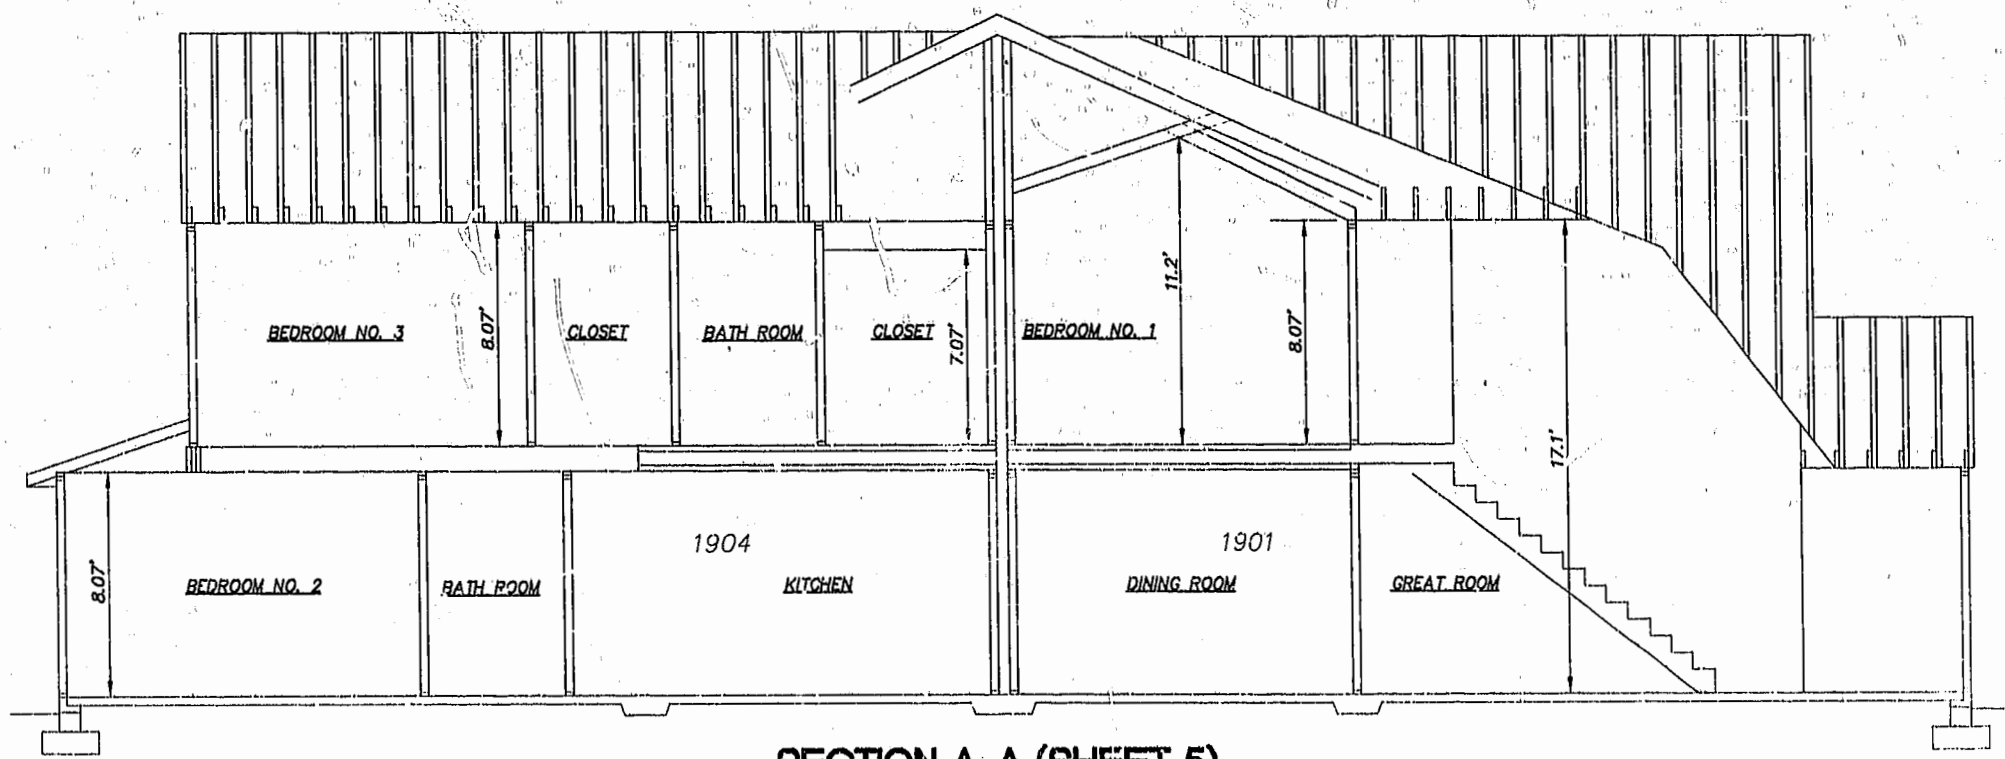 BEDROOM NO. 3
8.07'
CLOSET
BATH ROOM
CLOSET
7.07'
BEDROOM NO. 1
11.2'
8.07'
17.1'
1904
1901
8.07'
BEDROOM NO. 2
BATH ROOM
KITCHEN
DINING ROOM
GREAT ROOM
SECTION A-A (SHEET 5)